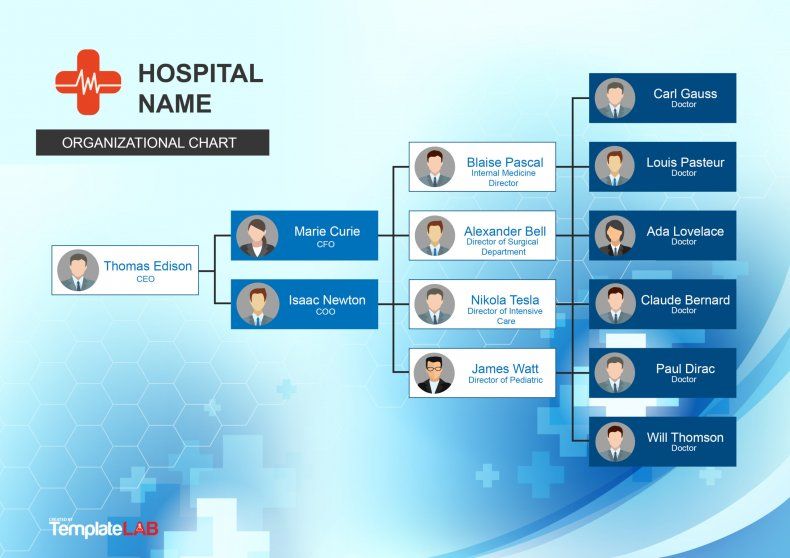 HOSPITAL
NAME
ORGANIZATIONAL CHART
Thomas Edison
CEO
Marie Curie
CFO
Isaac Newton
COO
Blaise Pascal
Internal Medicine
Director
Alexander Bell
Director of Surgical
Department
Nikola Tesla
Director of Intensive
Care
James Watt
Director of Pediatric
Carl Gauss
Doctor
Louis Pasteur
Doctor
Ada Lovelace
Doctor
Claude Bernard
Doctor
Paul Dirac
Doctor
Will Thomson
Doctor
CREATED BY
TemplateLAB